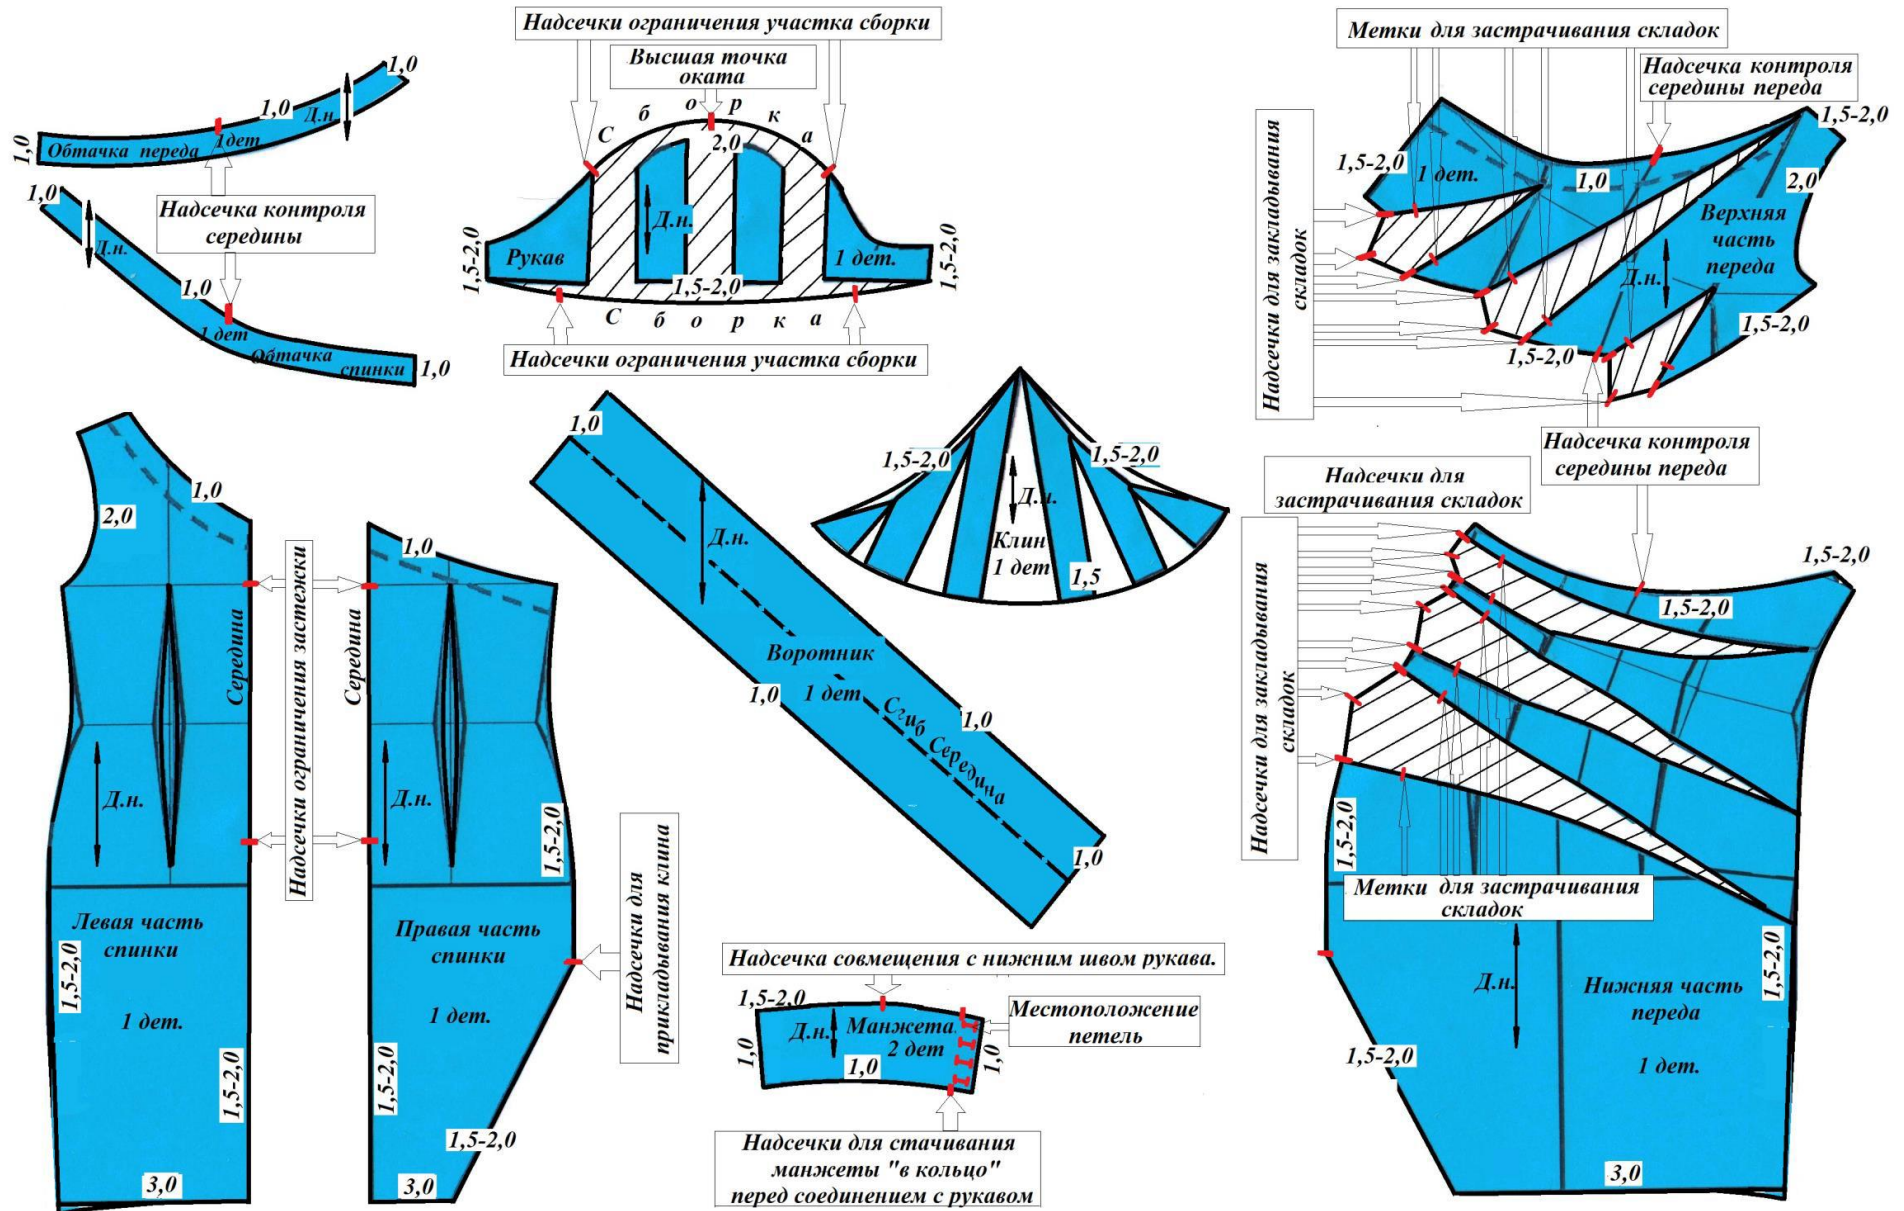 1,0
1,0
Д.н
1,0
Обтачка переда
1дет
1,0
Надсечка контроля
середины
Д.н.
1,0
1 дет
Обтачка
спинки
1,0
Надсечки ограничения участка сборки
Высшая точка
оката
С б о р к а
2,0
Д.н.
Рукав
1 дет.
1,5-2,0
1,5-2,0
1,5-2,0
С б о р к а
Надсечки ограничения участка сборки
Метки для застрачивания складок
Надсечка контроля
середины переда
Надсечки для закладывания
складок
1,5-2,0
1,5-2,0
1 дет.
1,0
2,0
Верхняя
часть
переда
Д.н.
1,5-2,0
1,5-2,0
Надсечка контроля
середины переда
1,0
2,0
Середина
Д.н.
Левая часть
спинки
1 дет.
1,5-2,0
1,5-2,0
3,0
Надсечки ограничения застежки
1,0
Середина
Д.н.
1,5-2,0
Правая часть
спинки
1 дет.
1,5-2,0
1,5-2,0
3,0
Надсечки для
прикладывания клина
1,0
Д.н.
Воротник
1 дет
1,0
Сгиб Середина
1,0
1,0
1,5-2,0
1,5-2,0
Д.н.
Клин
1 дет
1,5
Надсечка совмещения с нижним швом рукава.
1,5-2,0
Д.н.
Манжета
2 дет
1,0
1,0
1,0
Местоположение
петель
Надсечки для стачивания
манжеты "в кольцо"
перед соединением с рукавом
Надсечки для
застрачивания складок
Надсечки для закладывания
складок
1,5-2,0
1,5-2,0
1,5-2,0
Метки для застрачивания
складок
Д.н.
Нижняя часть
переда
1 дет.
1,5-2,0
1,5-2,0
3,0